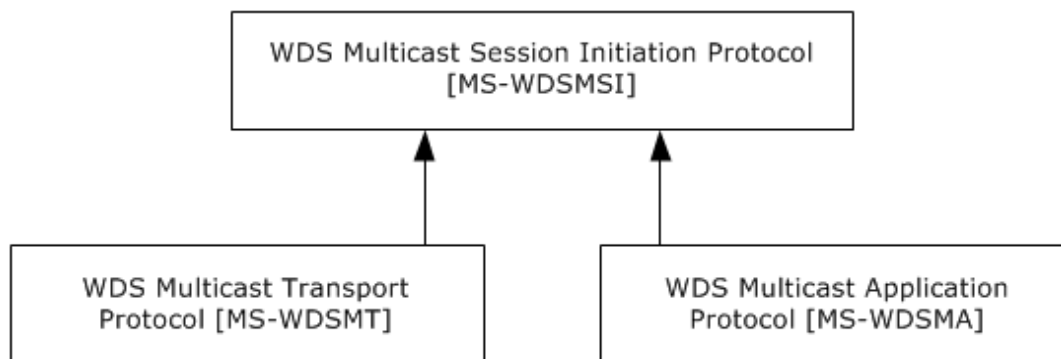 WDS Multicast Session Initiation Protocol
[MS-WDSMSI]
WDS Multicast Transport
Protocol [MS-WDSMT]
WDS Multicast Application
Protocol [MS-WDSMA]